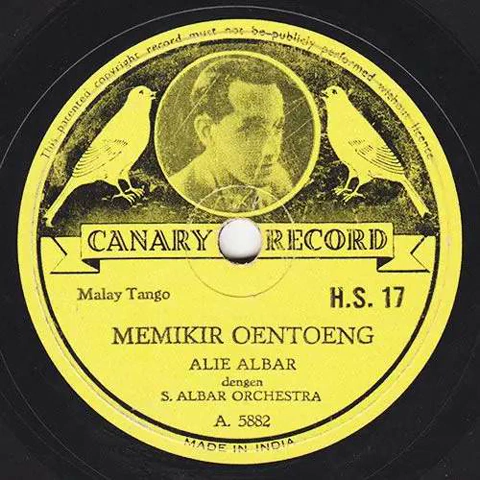 This patented copyright record must not be publicly performed without license
CANARY RECORD
Malay Tango
H.S. 17
MEMIKIR OENTOENG
ALIE ALBAR
dengen
S. ALBAR ORCHESTRA
A. 5882
MADE IN INDIA